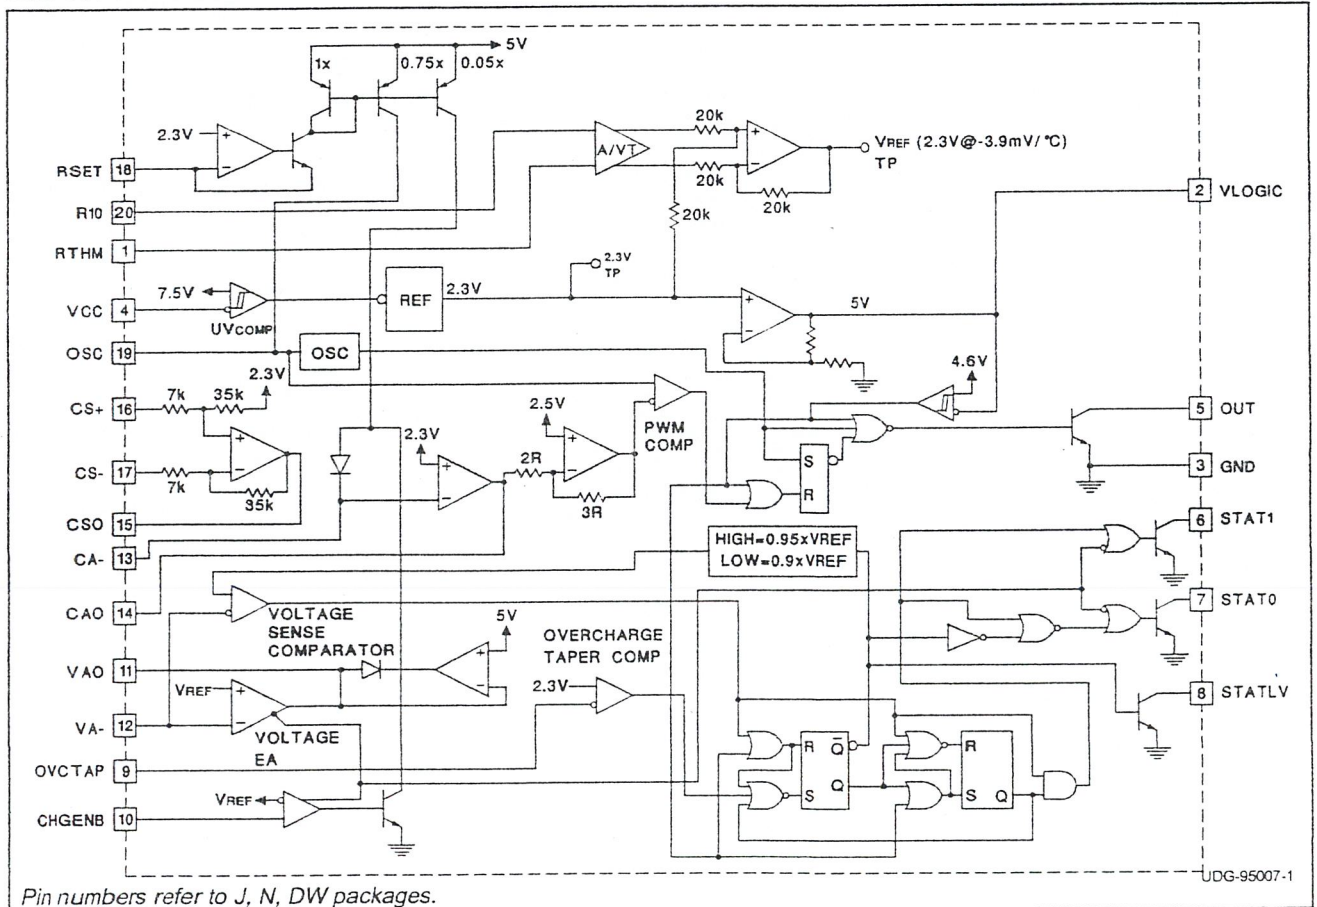 5V
1x
0.75x
0.05x
2.3V
+
−
RSET 18
R10 20
RTHM 1
A/VT
20k
20k
20k
20k
+
−
VREF (2.3V@-3.9mV/°C)
TP
2 VLOGIC
2.3V
TP
7.5V
VCC 4
UVCOMP
REF
2.3V
+
−
5V
OSC 19
OSC
4.6V
2.3V
7k
35k
CS+ 16
+
−
CS- 17
7k
35k
CSO 15
CA- 13
2.3V
+
−
2R
2.5V
+
−
3R
PWM
COMP
S
R
5 OUT
3 GND
6 STAT1
HIGH=0.95xVREF
LOW=0.9xVREF
CAO 14
VOLTAGE
SENSE
COMPARATOR
7 STAT0
VAO 11
5V
+
−
OVERCHARGE
TAPER COMP
2.3V
8 STATLV
VREF
+
−
VA- 12
VOLTAGE
EA
OVCTAP 9
R
Q
S
Q
R
S
Q
VREF
CHGENB 10
UDG-95007-1
Pin numbers refer to J, N, DW packages.